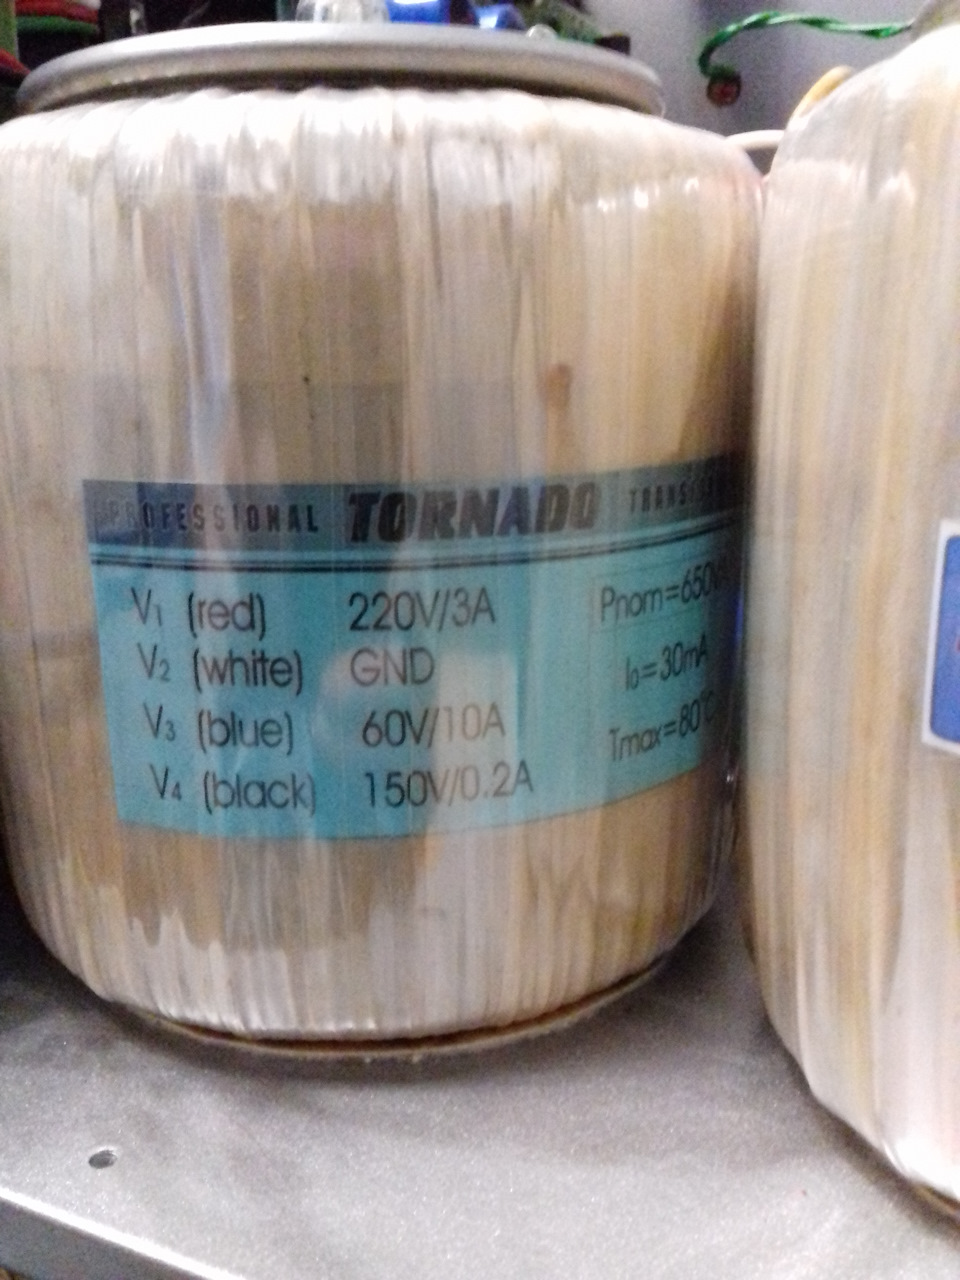 PROFESSIONAL TORNADO
V1 (red) 220V/3A
V2 (white) GND
V3 (blue) 60V/10A
V4 (black) 150V/0.2A
Pnom=650
I0=30mA
Tmax=80°C